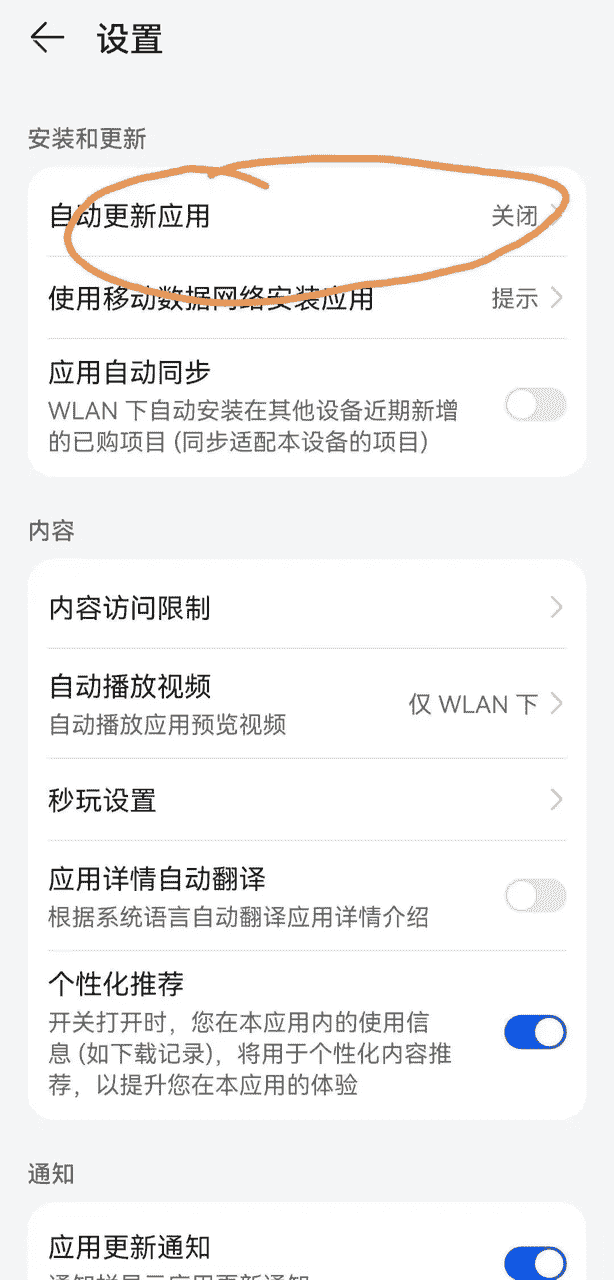 设置
安装和更新
自动更新应用
关闭
使用移动数据网络安装应用
提示
应用自动同步
WLAN 下自动安装在其他设备近期新增
的已购项目 (同步适配本设备的项目)
内容
内容访问限制
自动播放视频
自动播放应用预览视频
仅 WLAN 下
秒玩设置
应用详情自动翻译
根据系统语言自动翻译应用详情介绍
个性化推荐
开关打开时，您在本应用内的使用信
息 (如下载记录)，将用于个性化内容推
荐，以提升您在本应用的体验
通知
应用更新通知